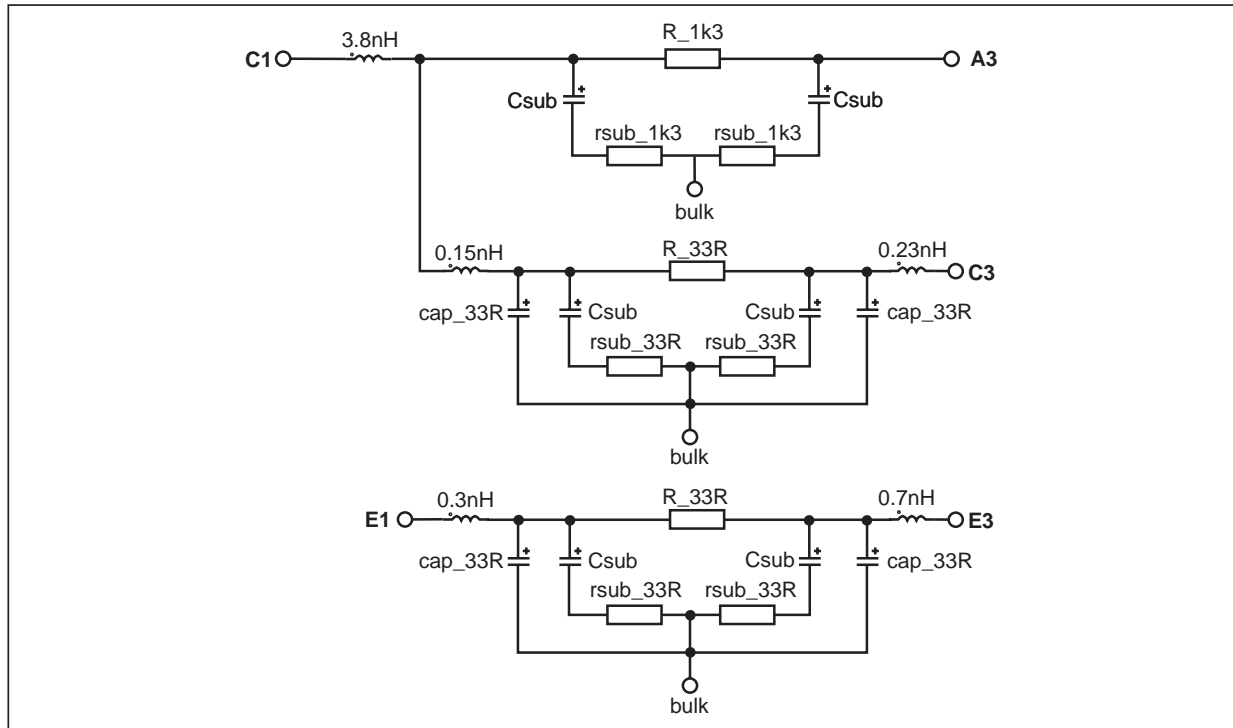 3.8nH
R_1k3
C1
A3
Csub
Csub
rsub_1k3
rsub_1k3
bulk
0.15nH
R_33R
0.23nH
C3
cap_33R
Csub
Csub
cap_33R
rsub_33R
rsub_33R
bulk
0.3nH
R_33R
0.7nH
E1
E3
cap_33R
Csub
Csub
cap_33R
rsub_33R
rsub_33R
bulk